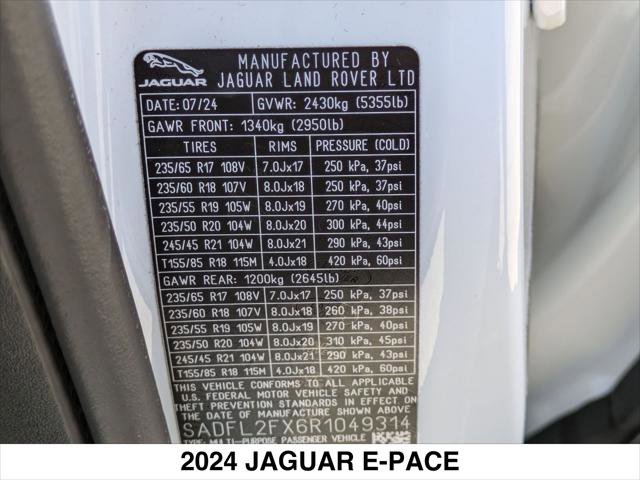 JAGUAR
MANUFACTURED BY
JAGUAR LAND ROVER LTD
DATE: 07/24 GVWR: 2430kg (5355lb)
GAWR FRONT: 1340kg (2950lb)
TIRES RIMS PRESSURE (COLD)
235/65 R17 108V 7.0Jx17 250 kPa, 37psi
235/60 R18 107V 8.0Jx18 250 kPa, 37psi
235/55 R19 105W 8.0Jx19 270 kPa, 40psi
235/50 R20 104W 8.0Jx20 300 kPa, 44psi
245/45 R21 104W 8.0Jx21 290 kPa, 43psi
T155/85 R18 115M 4.0Jx18 420 kPa, 60psi
GAWR REAR: 1200kg (2645lb)
235/65 R17 108V 7.0Jx17 250 kPa, 37psi
235/60 R18 107V 8.0Jx18 260 kPa, 38psi
235/55 R19 105W 8.0Jx19 270 kPa, 40psi
235/50 R20 104W 8.0Jx20 310 kPa, 45psi
245/45 R21 104W 8.0Jx21 290 kPa, 43psi
T155/85 R18 115M 4.0Jx18 420 kPa, 60psi
THIS VEHICLE CONFORMS TO ALL APPLICABLE
U.S. FEDERAL MOTOR VEHICLE SAFETY AND
THEFT PREVENTION STANDARDS IN EFFECT ON
THE DATE OF MANUFACTURE SHOWN ABOVE.
SADFL2FX6R1049314
TYPE: MULTI-PURPOSE PASSENGER VEHICLE
2024 JAGUAR E-PACE